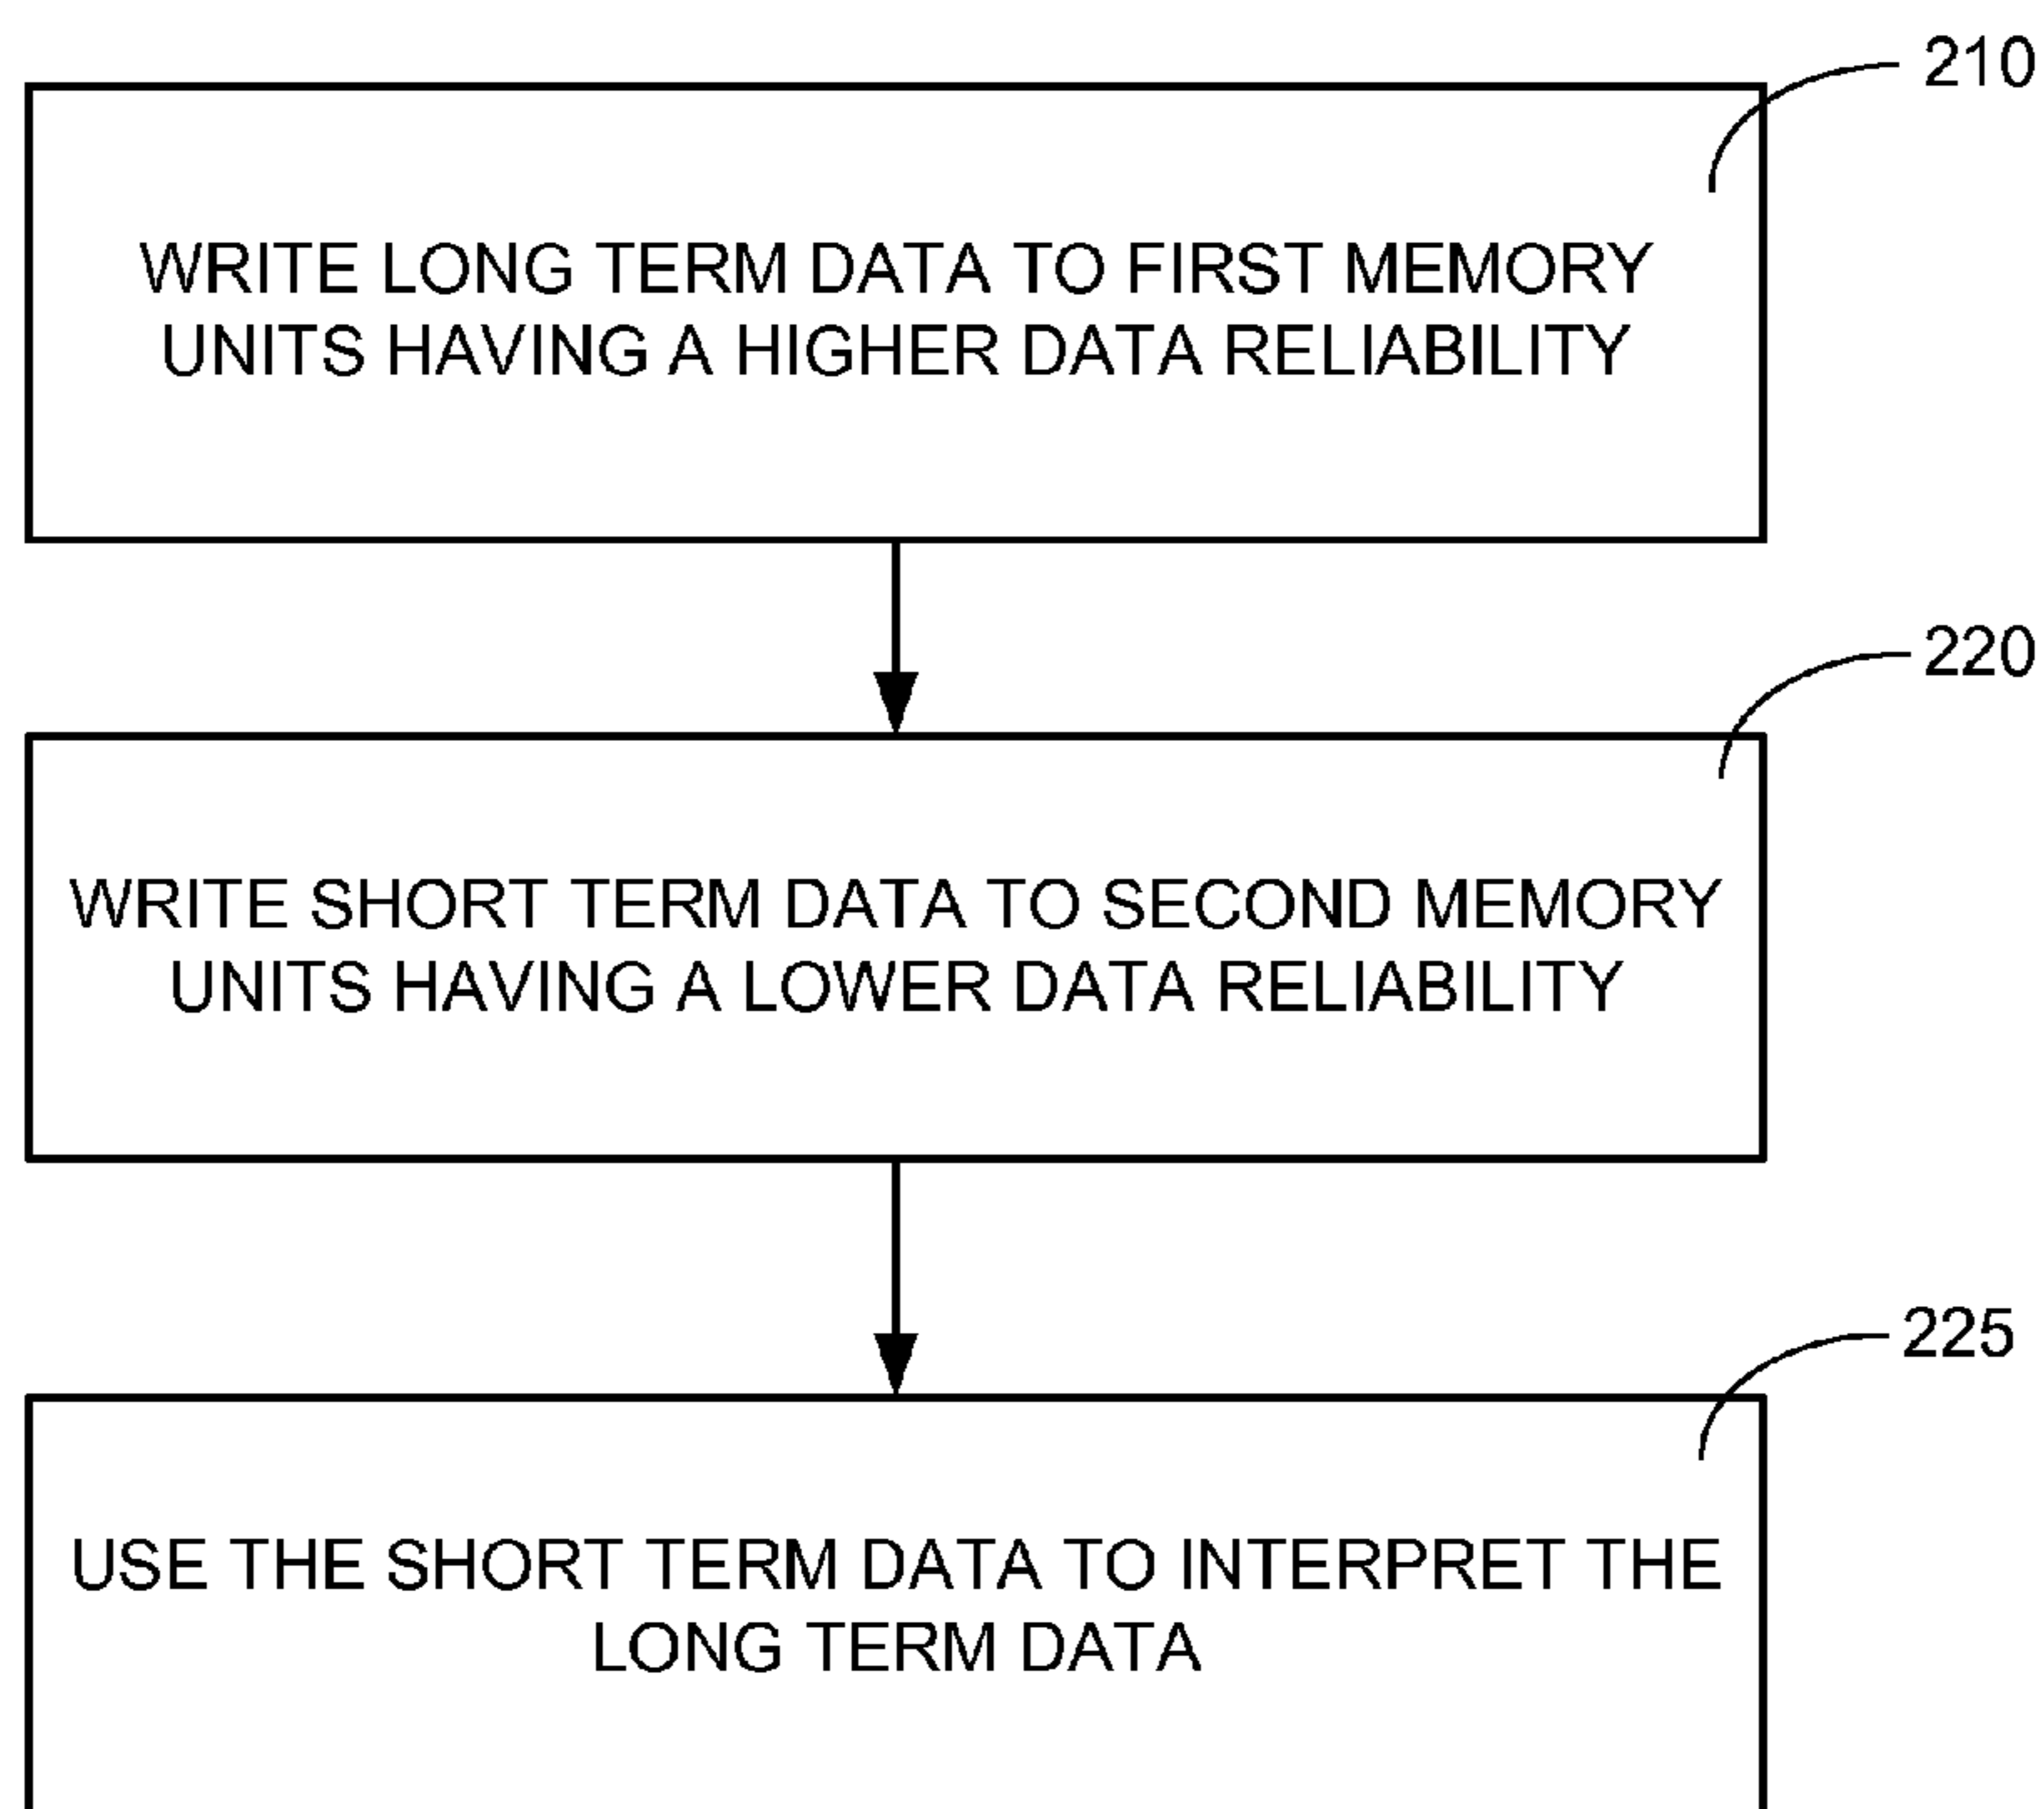 210
WRITE LONG TERM DATA TO FIRST MEMORY
UNITS HAVING A HIGHER DATA RELIABILITY
220
WRITE SHORT TERM DATA TO SECOND MEMORY
UNITS HAVING A LOWER DATA RELIABILITY
225
USE THE SHORT TERM DATA TO INTERPRET THE
LONG TERM DATA